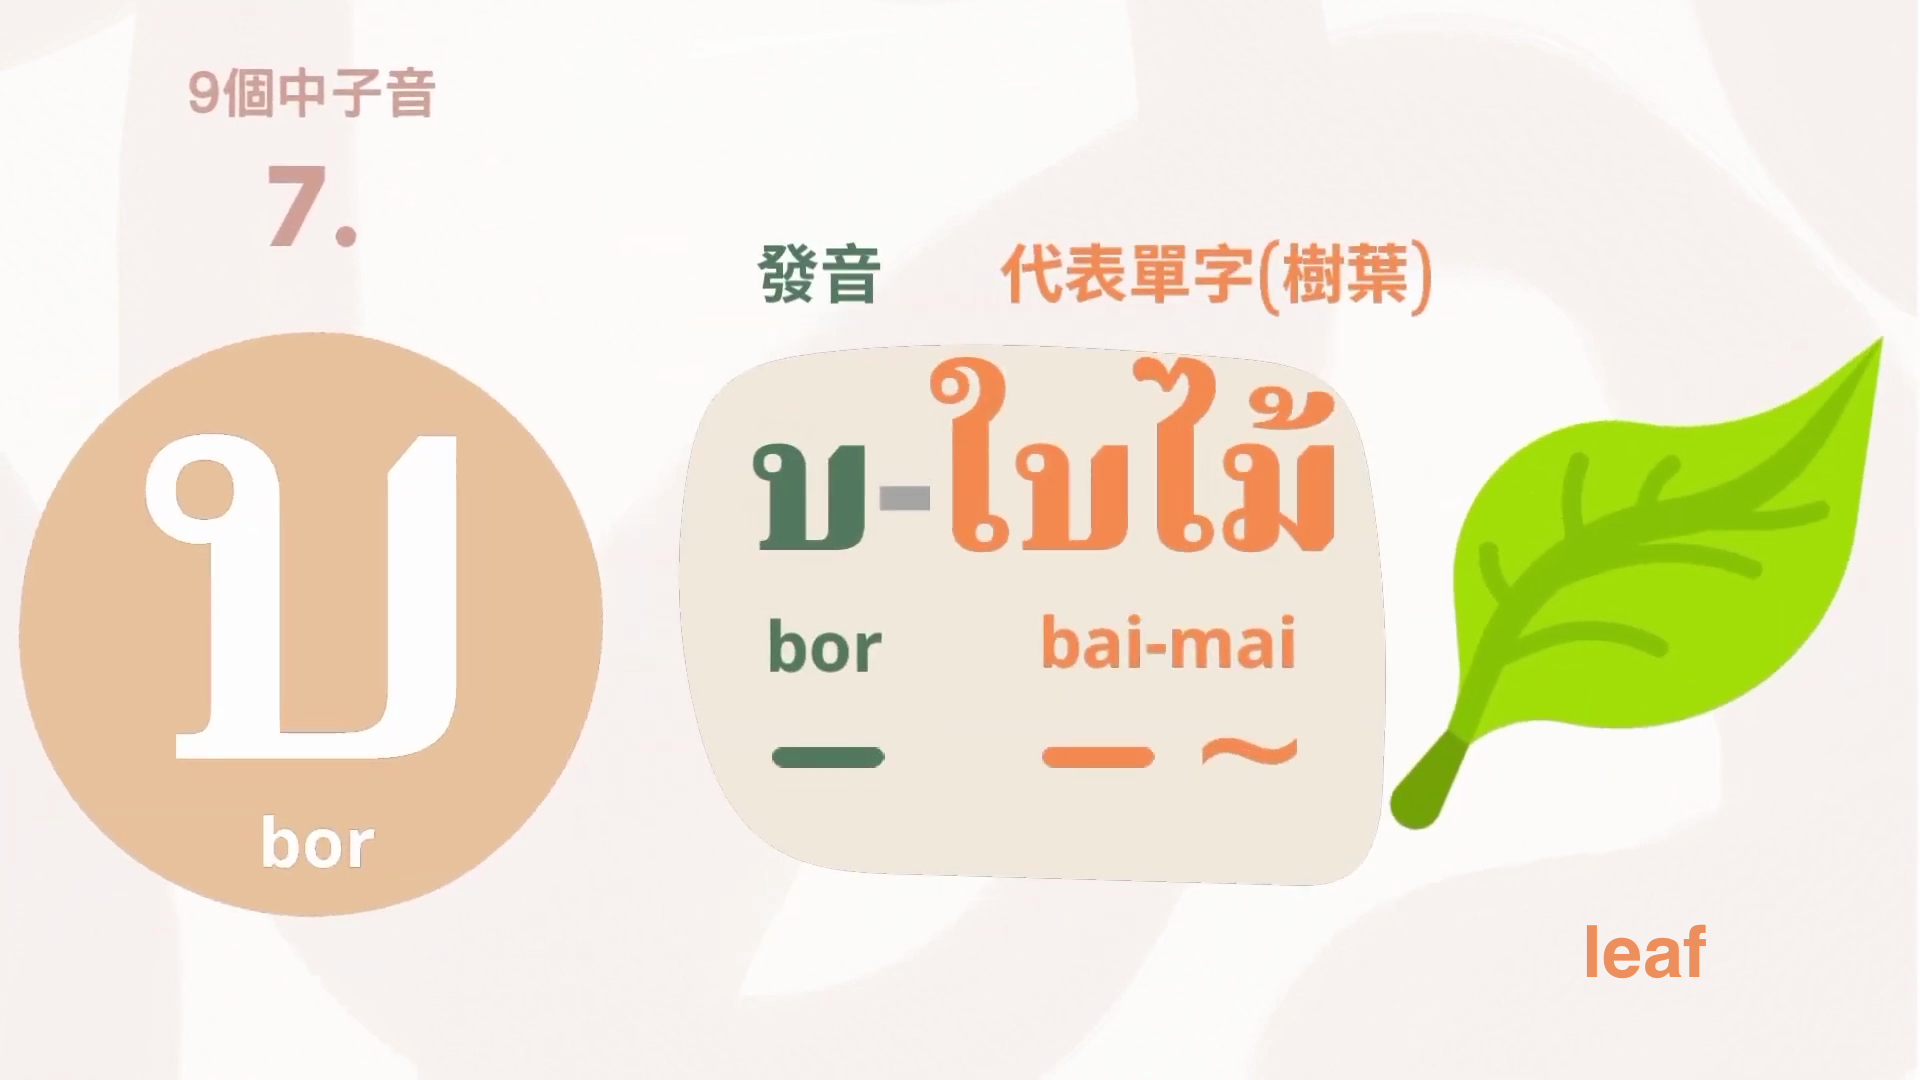 9個中子音
7.
發音 代表單字(樹葉)
บ
บ-ใบไม้
bor bai-mai
— — ~
bor
leaf